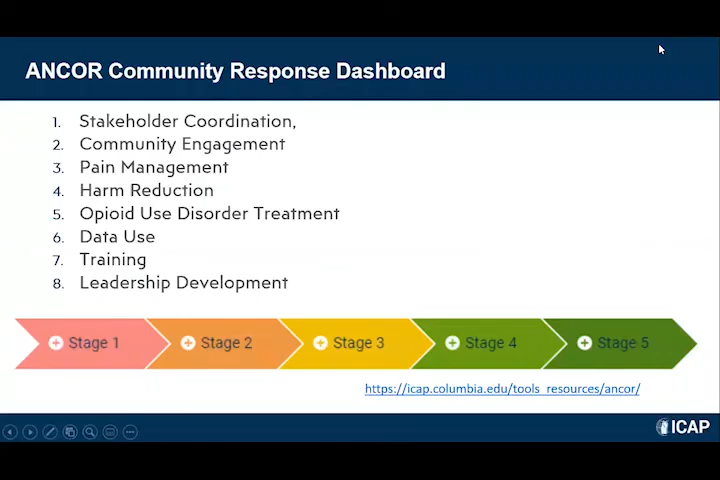 ANCOR Community Response Dashboard
1. Stakeholder Coordination,
2. Community Engagement
3. Pain Management
4. Harm Reduction
5. Opioid Use Disorder Treatment
6. Data Use
7. Training
8. Leadership Development
Stage 1 Stage 2 Stage 3 Stage 4 Stage 5
https://icap.columbia.edu/tools_resources/ancor/
ICAP